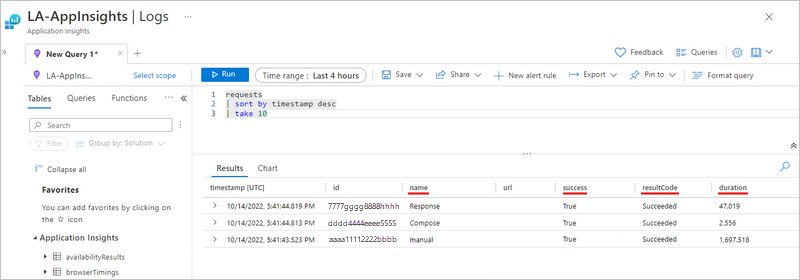 LA-AppInsights | Logs ...
Application Insights
New Query 1*
Feedback
Queries
LA-AppIns...
Select scope
Run
Time range : Last 4 hours
Save
Share
New alert rule
Export
Pin to
Format query
Tables
Queries
Functions
...
Search
Filter
Group by: Solution
Collapse all
Favorites
You can add favorites by clicking on
the ☆ icon
Application Insights
availabilityResults
browserTimings
1 requests
2 | sort by timestamp desc
3 | take 10
...
Results
Chart
timestamp [UTC] id name url success resultCode duration
10/14/2022, 5:41:44.819 PM 7777gggg8888hhhh Response True Succeeded 47.019
10/14/2022, 5:41:44.813 PM dddd4444eeee5555 Compose True Succeeded 2.556
10/14/2022, 5:41:43.523 PM aaaa11112222bbbb manual True Succeeded 1,697.518